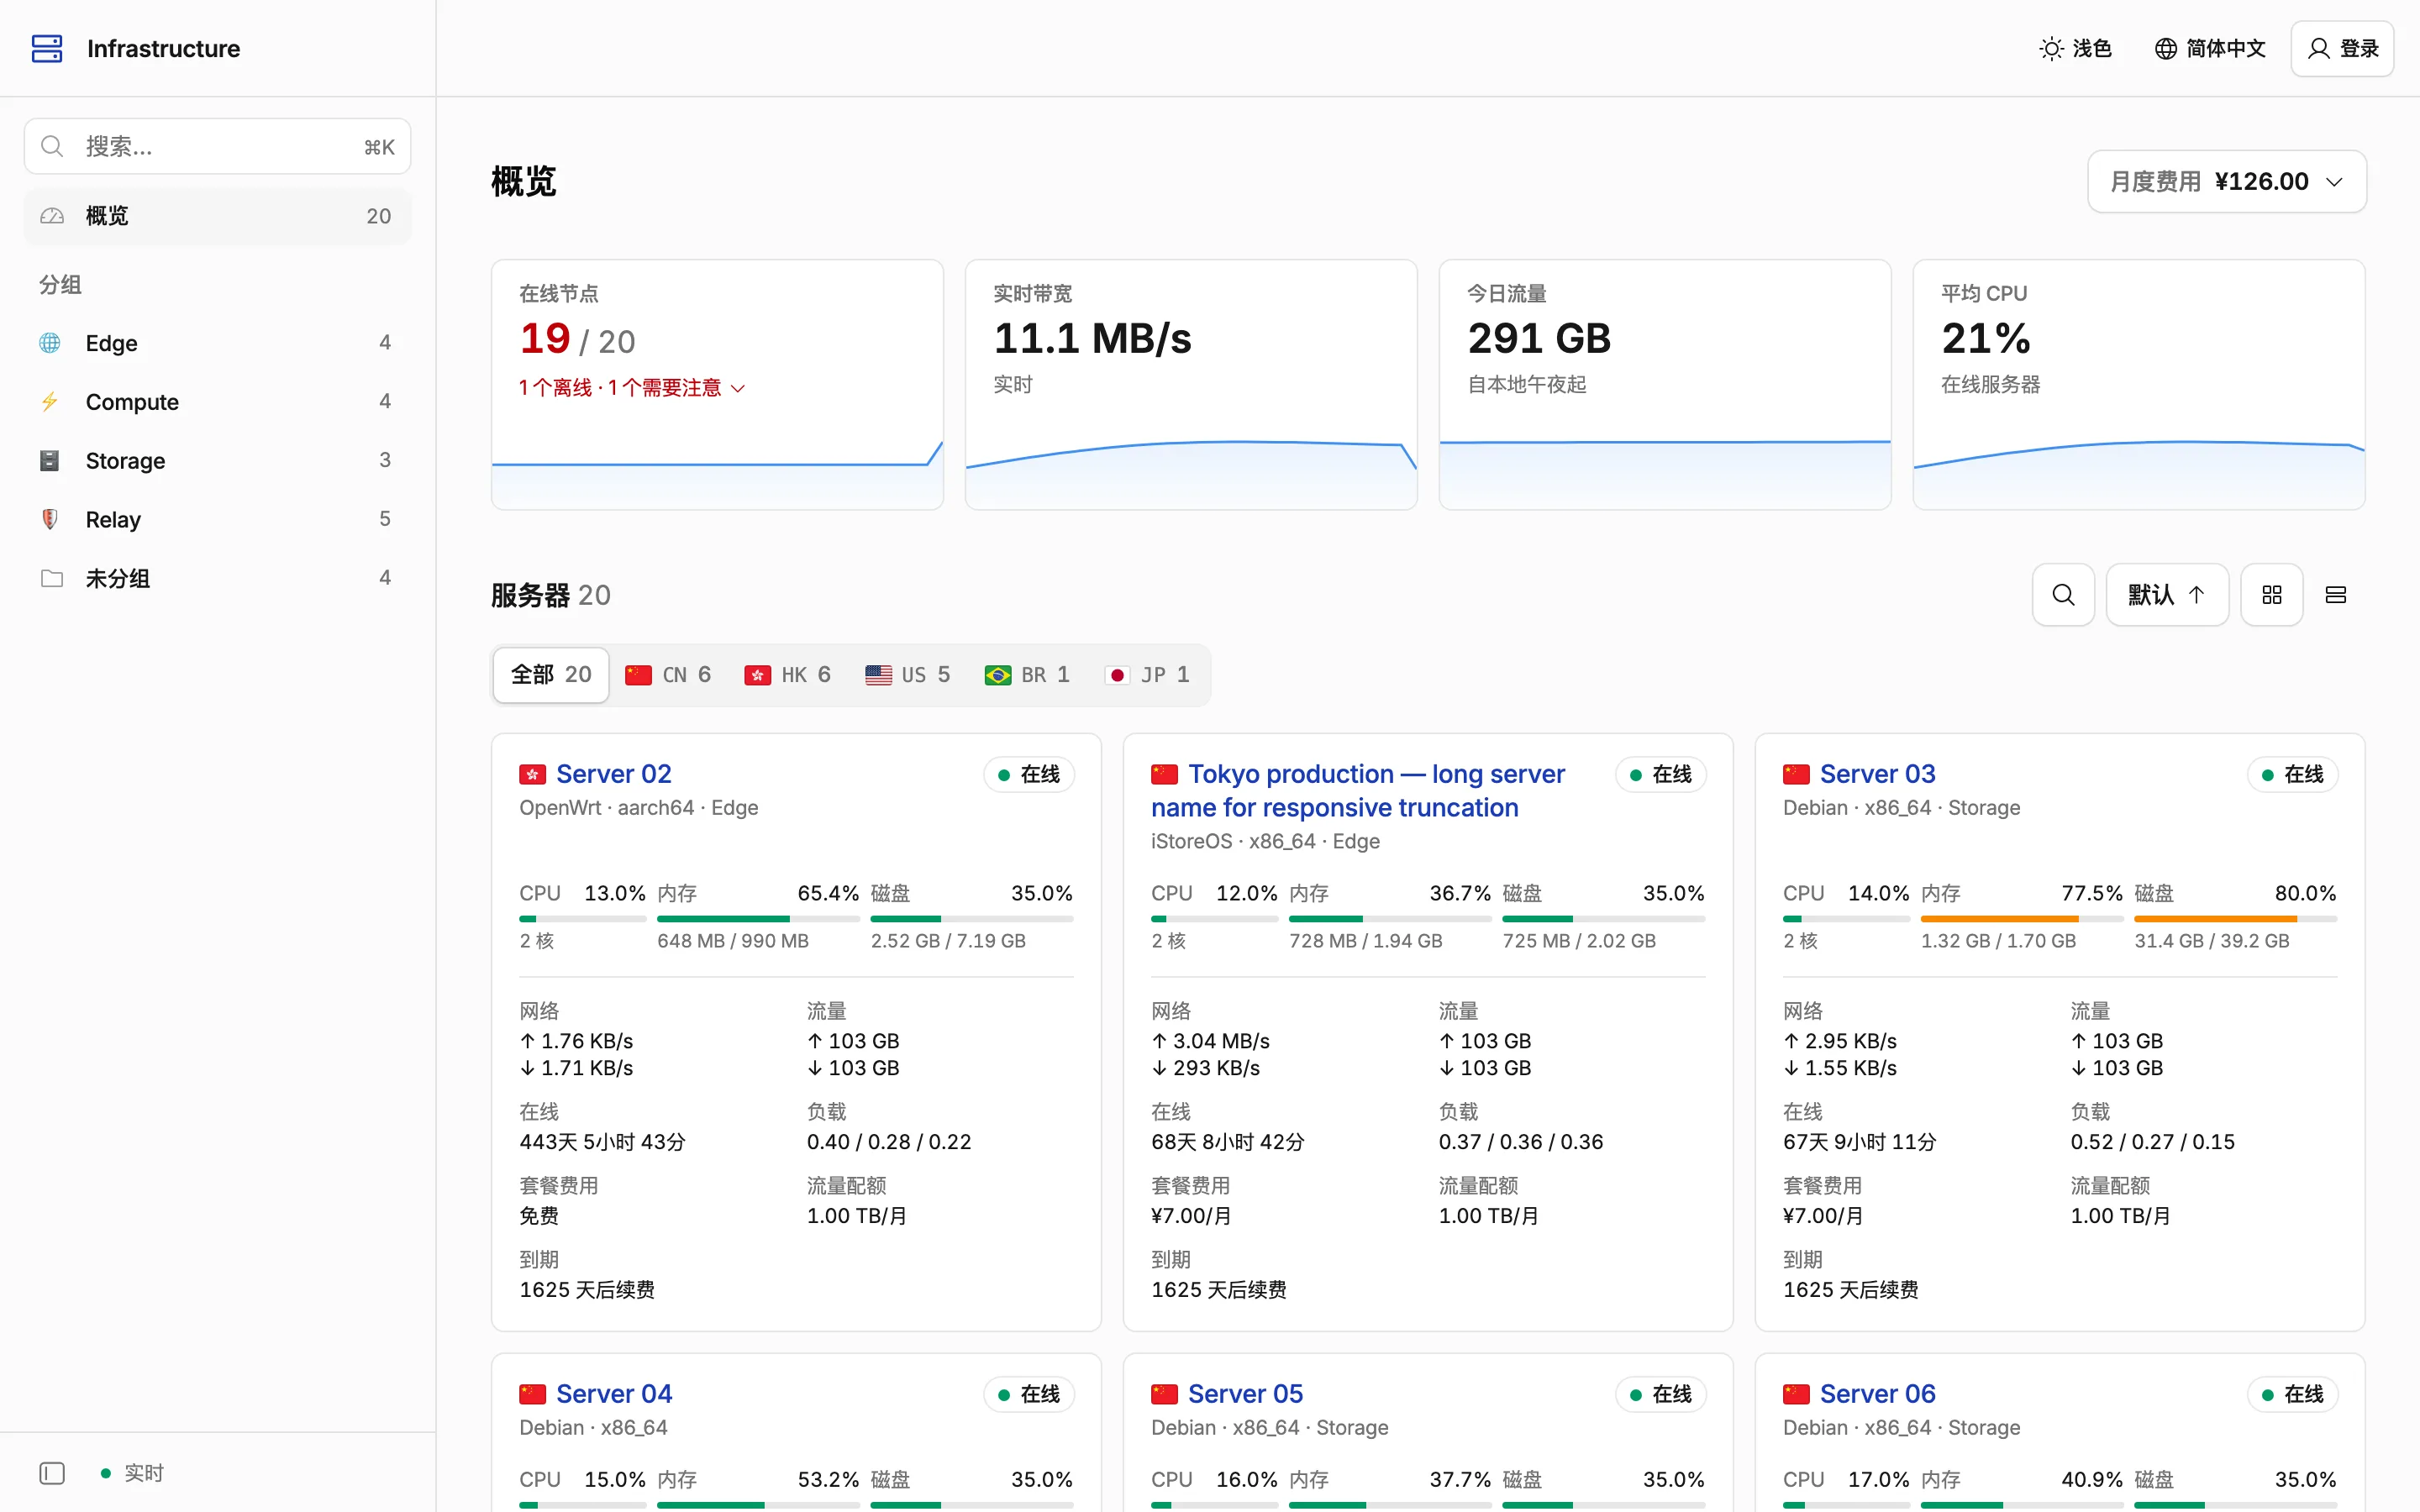 Infrastructure
浅色
简体中文
登录
搜索...
⌘K
概览 20
分组
Edge 4
Compute 4
Storage 3
Relay 5
未分组 4
实时
概览
月度费用 ¥126.00
在线节点
19 / 20
1 个离线 · 1 个需要注意
实时带宽
11.1 MB/s
实时
今日流量
291 GB
自本地午夜起
平均 CPU
21%
在线服务器
服务器 20
默认 ↑
全部 20
CN 6
HK 6
US 5
BR 1
JP 1
Server 02
在线
OpenWrt · aarch64 · Edge
CPU 13.0% 内存 65.4% 磁盘 35.0%
2 核 648 MB / 990 MB 2.52 GB / 7.19 GB
网络 流量
↑ 1.76 KB/s ↑ 103 GB
↓ 1.71 KB/s ↓ 103 GB
在线 负载
443天 5小时 43分 0.40 / 0.28 / 0.22
套餐费用 流量配额
免费 1.00 TB/月
到期
1625 天后续费
Tokyo production — long server
name for responsive truncation
在线
iStoreOS · x86_64 · Edge
CPU 12.0% 内存 36.7% 磁盘 35.0%
2 核 728 MB / 1.94 GB 725 MB / 2.02 GB
网络 流量
↑ 3.04 MB/s ↑ 103 GB
↓ 293 KB/s ↓ 103 GB
在线 负载
68天 8小时 42分 0.37 / 0.36 / 0.36
套餐费用 流量配额
¥7.00/月 1.00 TB/月
到期
1625 天后续费
Server 03
在线
Debian · x86_64 · Storage
CPU 14.0% 内存 77.5% 磁盘 80.0%
2 核 1.32 GB / 1.70 GB 31.4 GB / 39.2 GB
网络 流量
↑ 2.95 KB/s ↑ 103 GB
↓ 1.55 KB/s ↓ 103 GB
在线 负载
67天 9小时 11分 0.52 / 0.27 / 0.15
套餐费用 流量配额
¥7.00/月 1.00 TB/月
到期
1625 天后续费
Server 04
在线
Debian · x86_64
CPU 15.0% 内存 53.2% 磁盘 35.0%
Server 05
在线
Debian · x86_64 · Storage
CPU 16.0% 内存 37.7% 磁盘 35.0%
Server 06
在线
Debian · x86_64 · Storage
CPU 17.0% 内存 40.9% 磁盘 35.0%